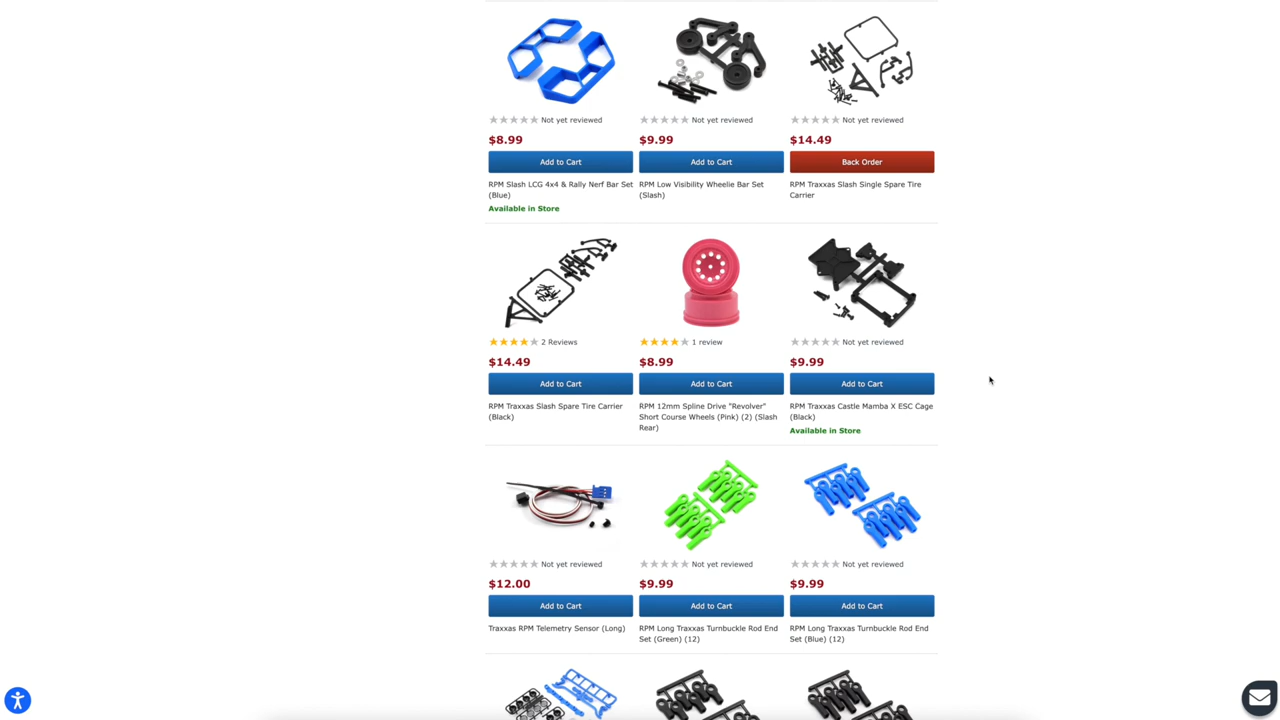 Not yet reviewed
Not yet reviewed
Not yet reviewed
$8.99
$9.99
$14.49
Add to Cart
Add to Cart
Back Order
RPM Slash LCG 4x4 & Rally Nerf Bar Set
(Blue)
Available in Store
RPM Low Visibility Wheelie Bar Set
(Slash)
RPM Traxxas Slash Single Spare Tire
Carrier
2 Reviews
1 review
Not yet reviewed
$14.49
$8.99
$9.99
Add to Cart
Add to Cart
Add to Cart
RPM Traxxas Slash Spare Tire Carrier
(Black)
RPM 12mm Spline Drive "Revolver"
Short Course Wheels (Pink) (2) (Slash
Rear)
RPM Traxxas Castle Mamba X ESC Cage
(Black)
Available in Store
Not yet reviewed
Not yet reviewed
Not yet reviewed
$12.00
$9.99
$9.99
Add to Cart
Add to Cart
Add to Cart
Traxxas RPM Telemetry Sensor (Long)
RPM Long Traxxas Turnbuckle Rod End
Set (Green) (12)
RPM Long Traxxas Turnbuckle Rod End
Set (Blue) (12)